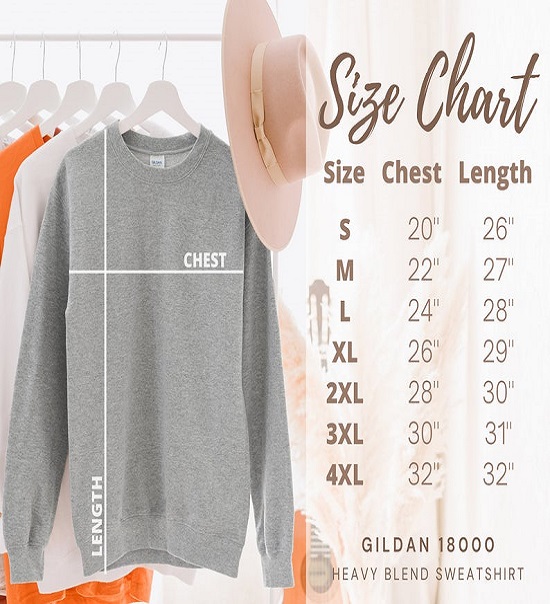 Size Chart
Size Chest Length
S 20" 26"
M 22" 27"
L 24" 28"
XL 26" 29"
2XL 28" 30"
3XL 30" 31"
4XL 32" 32"
GILDAN 18000
HEAVY BLEND SWEATSHIRT
CHEST
LENGTH